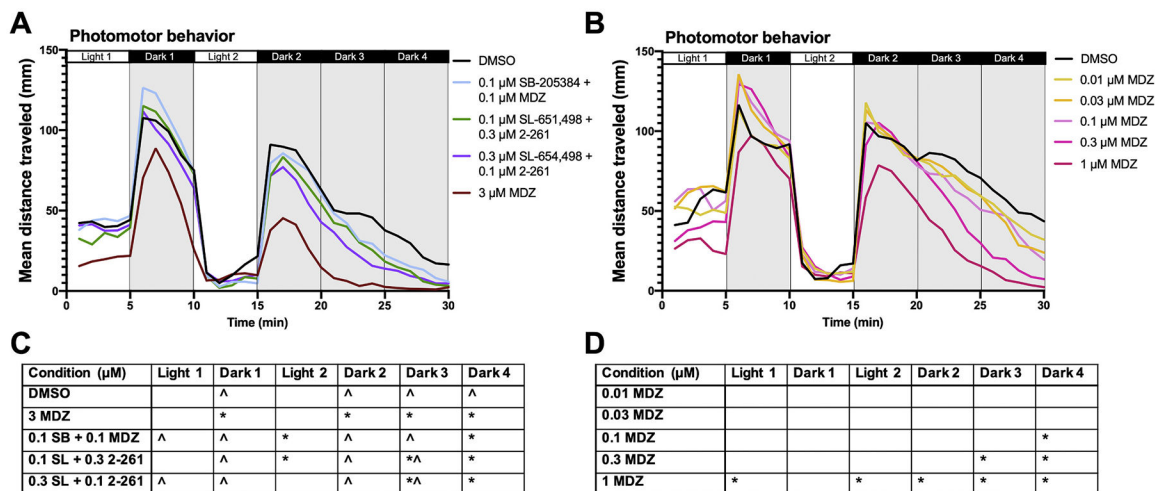 A
Photomotor behavior
Light 1 Dark 1 Light 2 Dark 2 Dark 3 Dark 4
150
100
50
0
Mean distance traveled (mm)
0 5 10 15 20 25 30
Time (min)
DMSO
0.1 µM SB-205384 +
0.1 µM MDZ
0.1 µM SL-651,498 +
0.3 µM 2-261
0.3 µM SL-654,498 +
0.1 µM 2-261
3 µM MDZ
B
Photomotor behavior
Light 1 Dark 1 Light 2 Dark 2 Dark 3 Dark 4
150
100
50
0
Mean distance traveled (mm)
0 5 10 15 20 25 30
Time (min)
DMSO
0.01 µM MDZ
0.03 µM MDZ
0.1 µM MDZ
0.3 µM MDZ
1 µM MDZ
C
Condition (µM) Light 1 Dark 1 Light 2 Dark 2 Dark 3 Dark 4
DMSO ^ ^ ^ ^
3 MDZ * * * *
0.1 SB + 0.1 MDZ ^ ^ * ^ ^ *
0.1 SL + 0.3 2-261 ^ * ^ *^ *
0.3 SL + 0.1 2-261 ^ ^ ^ *^ *
D
Condition (µM) Light 1 Dark 1 Light 2 Dark 2 Dark 3 Dark 4
0.01 MDZ
0.03 MDZ
0.1 MDZ *
0.3 MDZ * *
1 MDZ * * * * *